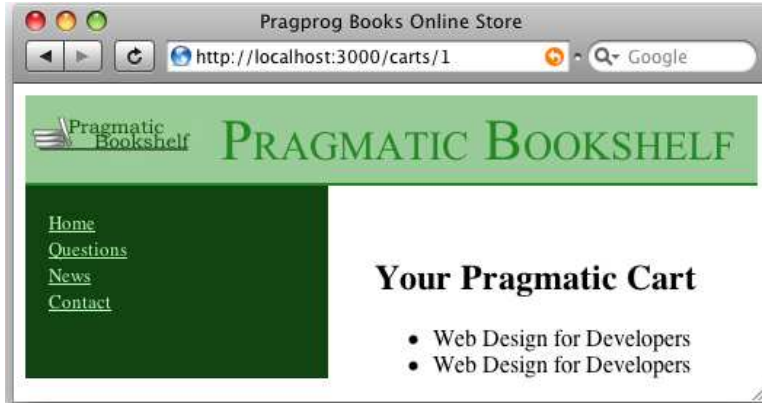 Pragprog Books Online Store
http://localhost:3000/carts/1
Google
Pragmatic
Bookshelf
PRAGMATIC BOOKSHELF
Home
Questions
News
Contact
Your Pragmatic Cart
• Web Design for Developers
• Web Design for Developers